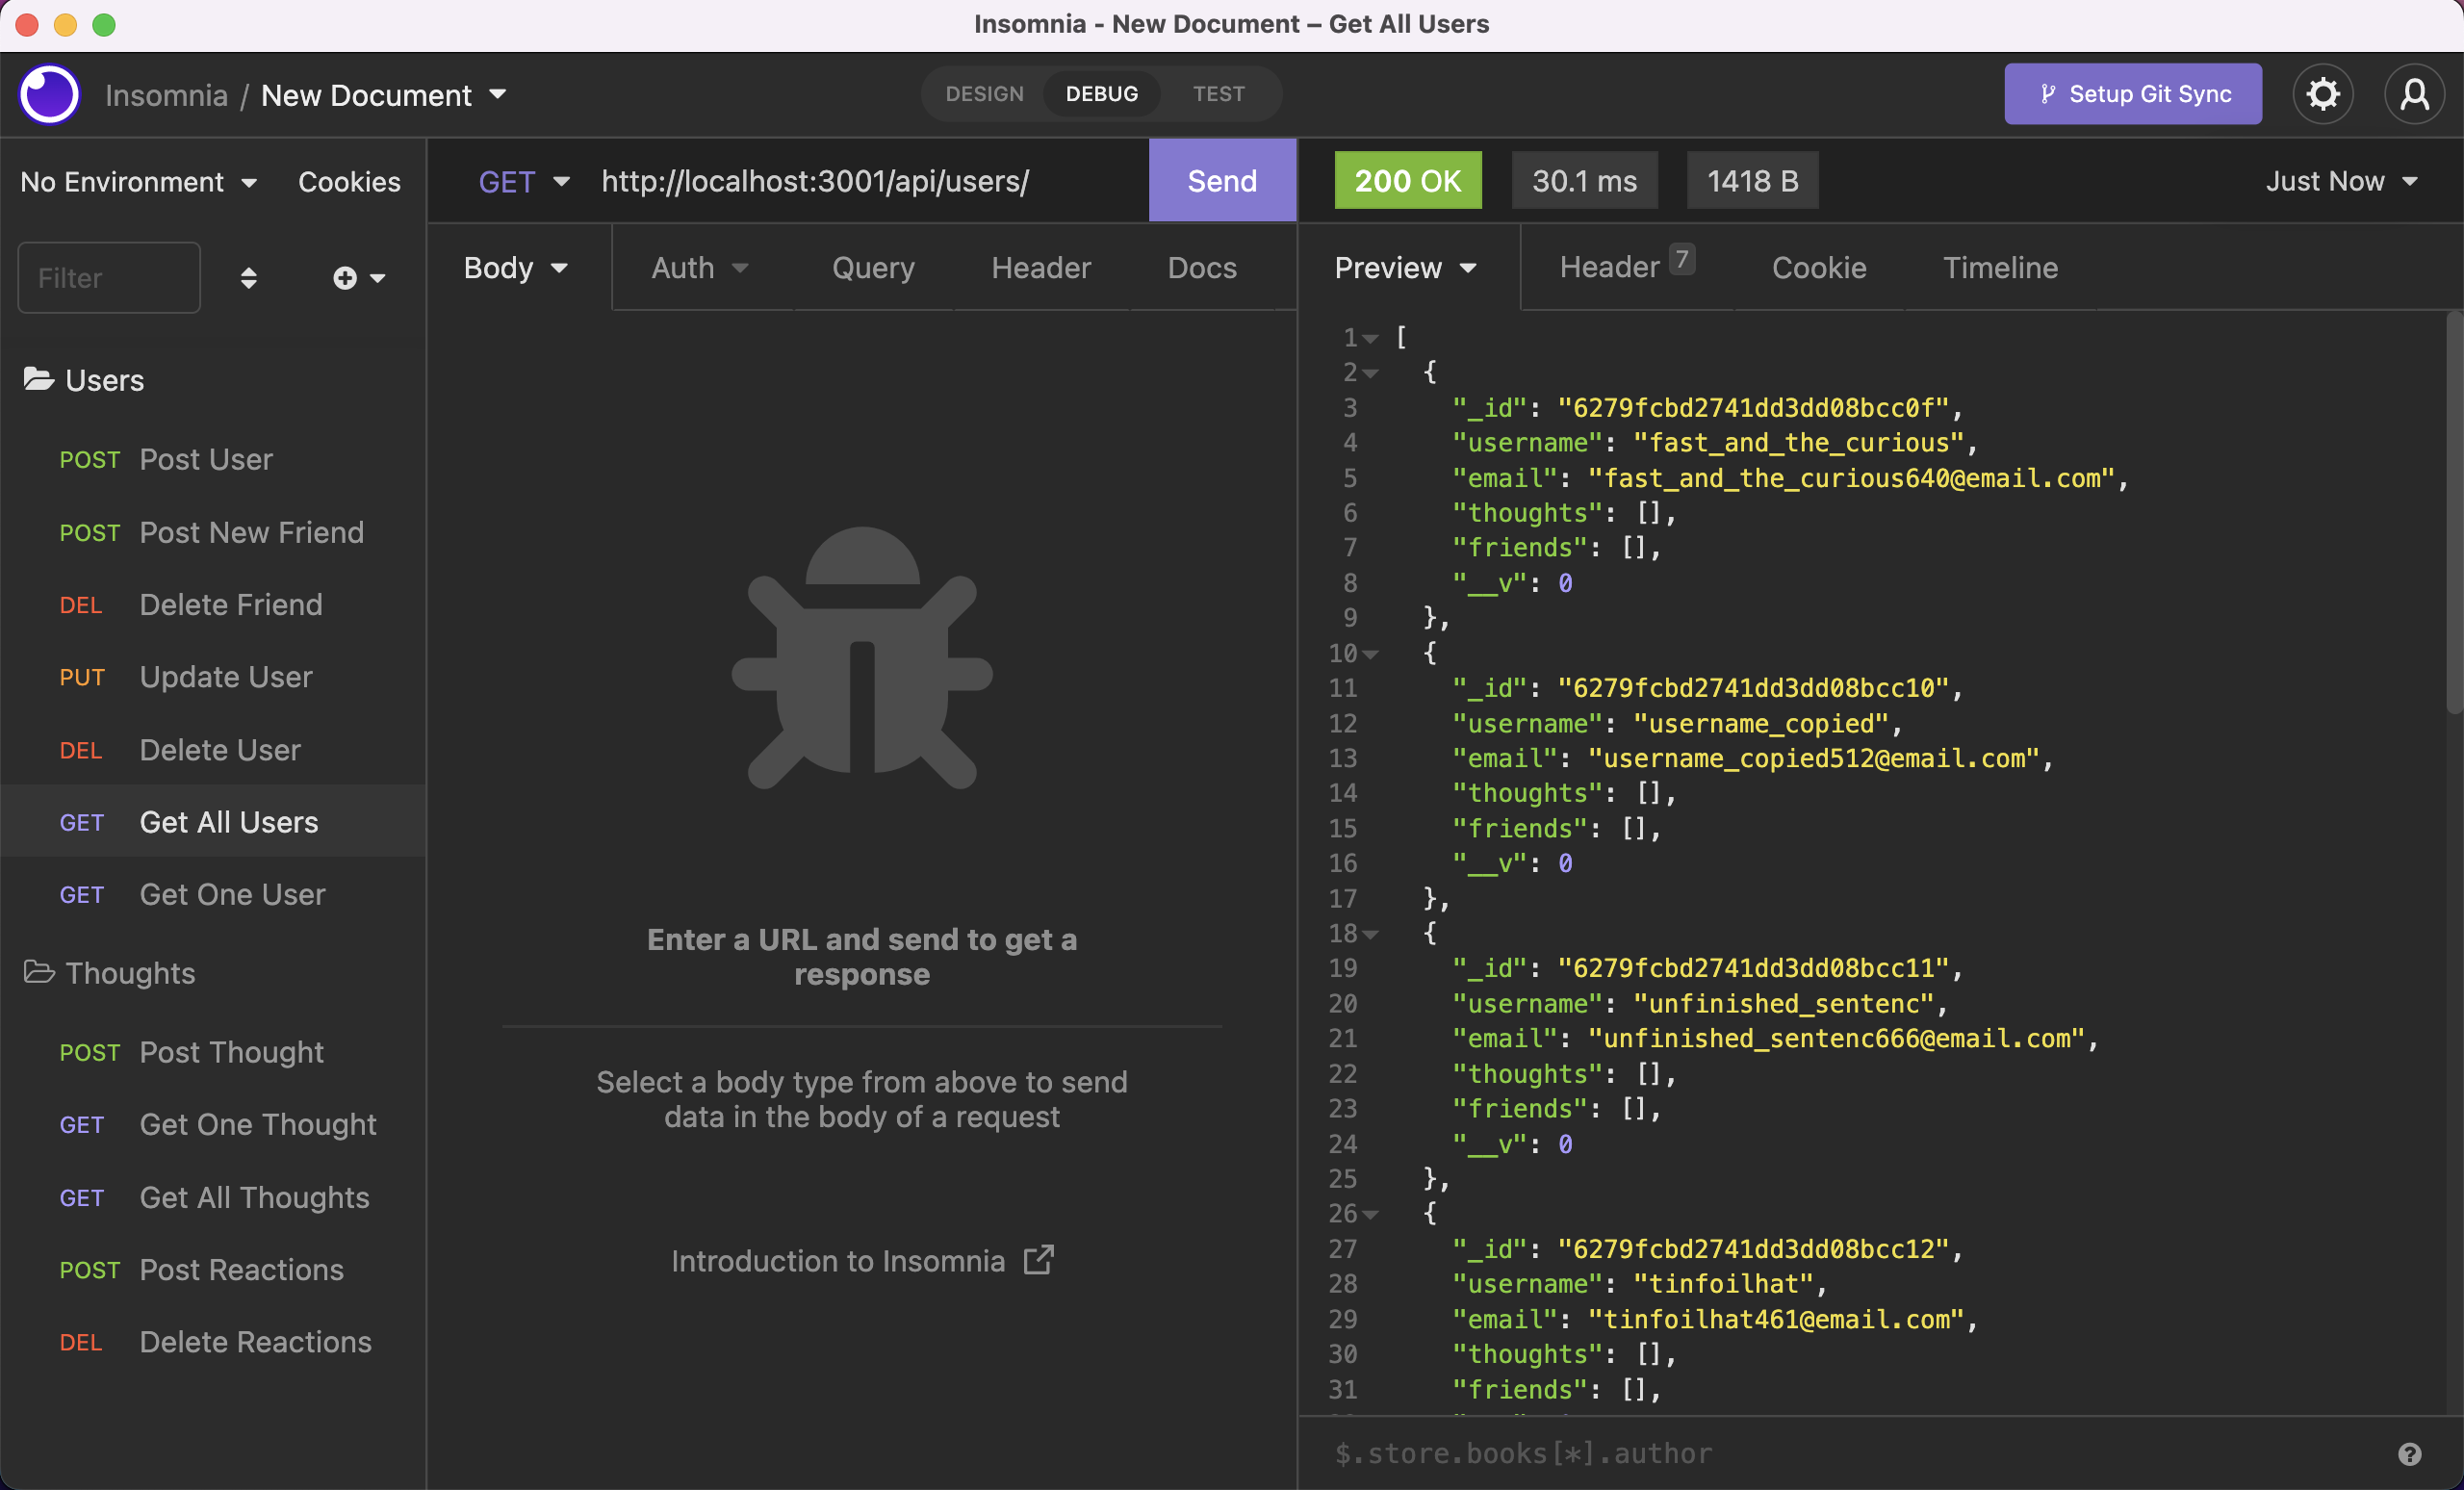 Insomnia - New Document – Get All Users
Insomnia / New Document
DESIGN DEBUG TEST
Setup Git Sync
No Environment Cookies
Filter
Users
POST Post User
POST Post New Friend
DEL Delete Friend
PUT Update User
DEL Delete User
GET Get All Users
GET Get One User
Thoughts
POST Post Thought
GET Get One Thought
GET Get All Thoughts
POST Post Reactions
DEL Delete Reactions
GET http://localhost:3001/api/users/ Send
Body Auth Query Header Docs
Enter a URL and send to get a
response
Select a body type from above to send
data in the body of a request
Introduction to Insomnia
200 OK 30.1 ms 1418 B Just Now
Preview Header 7 Cookie Timeline
1 [
2 {
3 "_id": "6279fcbd2741dd3dd08bcc0f",
4 "username": "fast_and_the_curious",
5 "email": "fast_and_the_curious640@email.com",
6 "thoughts": [],
7 "friends": [],
8 "__v": 0
9 },
10 {
11 "_id": "6279fcbd2741dd3dd08bcc10",
12 "username": "username_copied",
13 "email": "username_copied512@email.com",
14 "thoughts": [],
15 "friends": [],
16 "__v": 0
17 },
18 {
19 "_id": "6279fcbd2741dd3dd08bcc11",
20 "username": "unfinished_sentenc",
21 "email": "unfinished_sentenc666@email.com",
22 "thoughts": [],
23 "friends": [],
24 "__v": 0
25 },
26 {
27 "_id": "6279fcbd2741dd3dd08bcc12",
28 "username": "tinfoilhat",
29 "email": "tinfoilhat461@email.com",
30 "thoughts": [],
31 "friends": [],
$.store.books[*].author